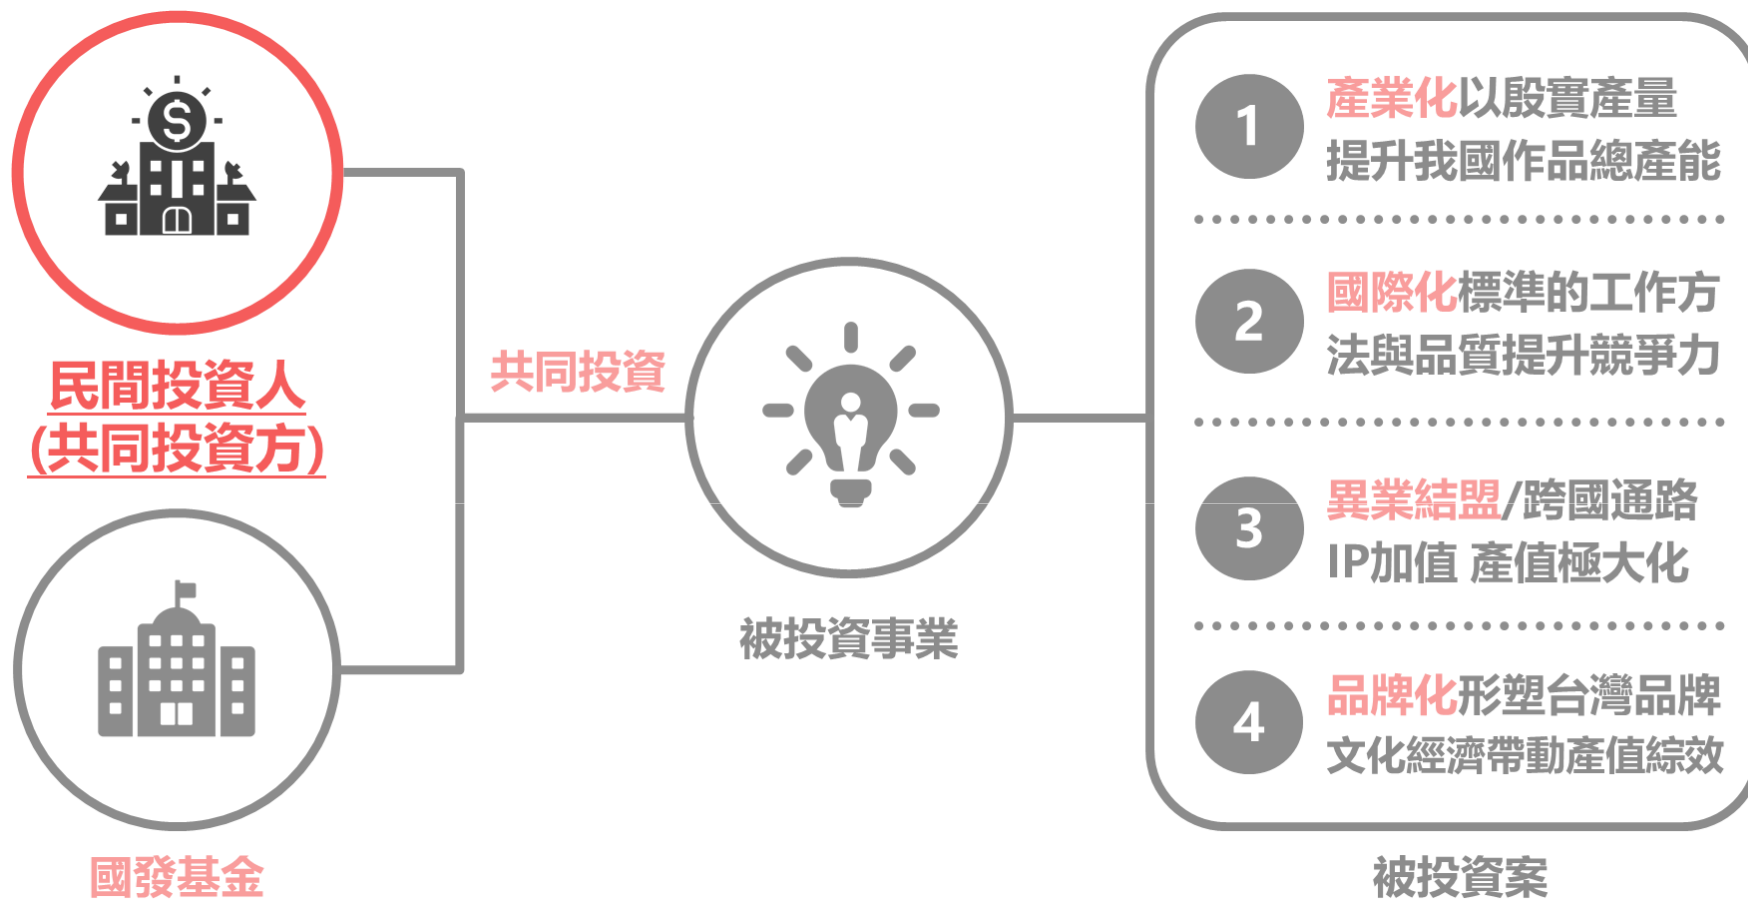 民間投資人
(共同投資方)
國發基金
共同投資
被投資事業
1
產業化以殷實產量
提升我國作品總產能
2
國際化標準的工作方
法與品質提升競爭力
3
異業結盟/跨國通路
IP加值 產值極大化
4
品牌化形塑台灣品牌
文化經濟帶動產值綜效
被投資案